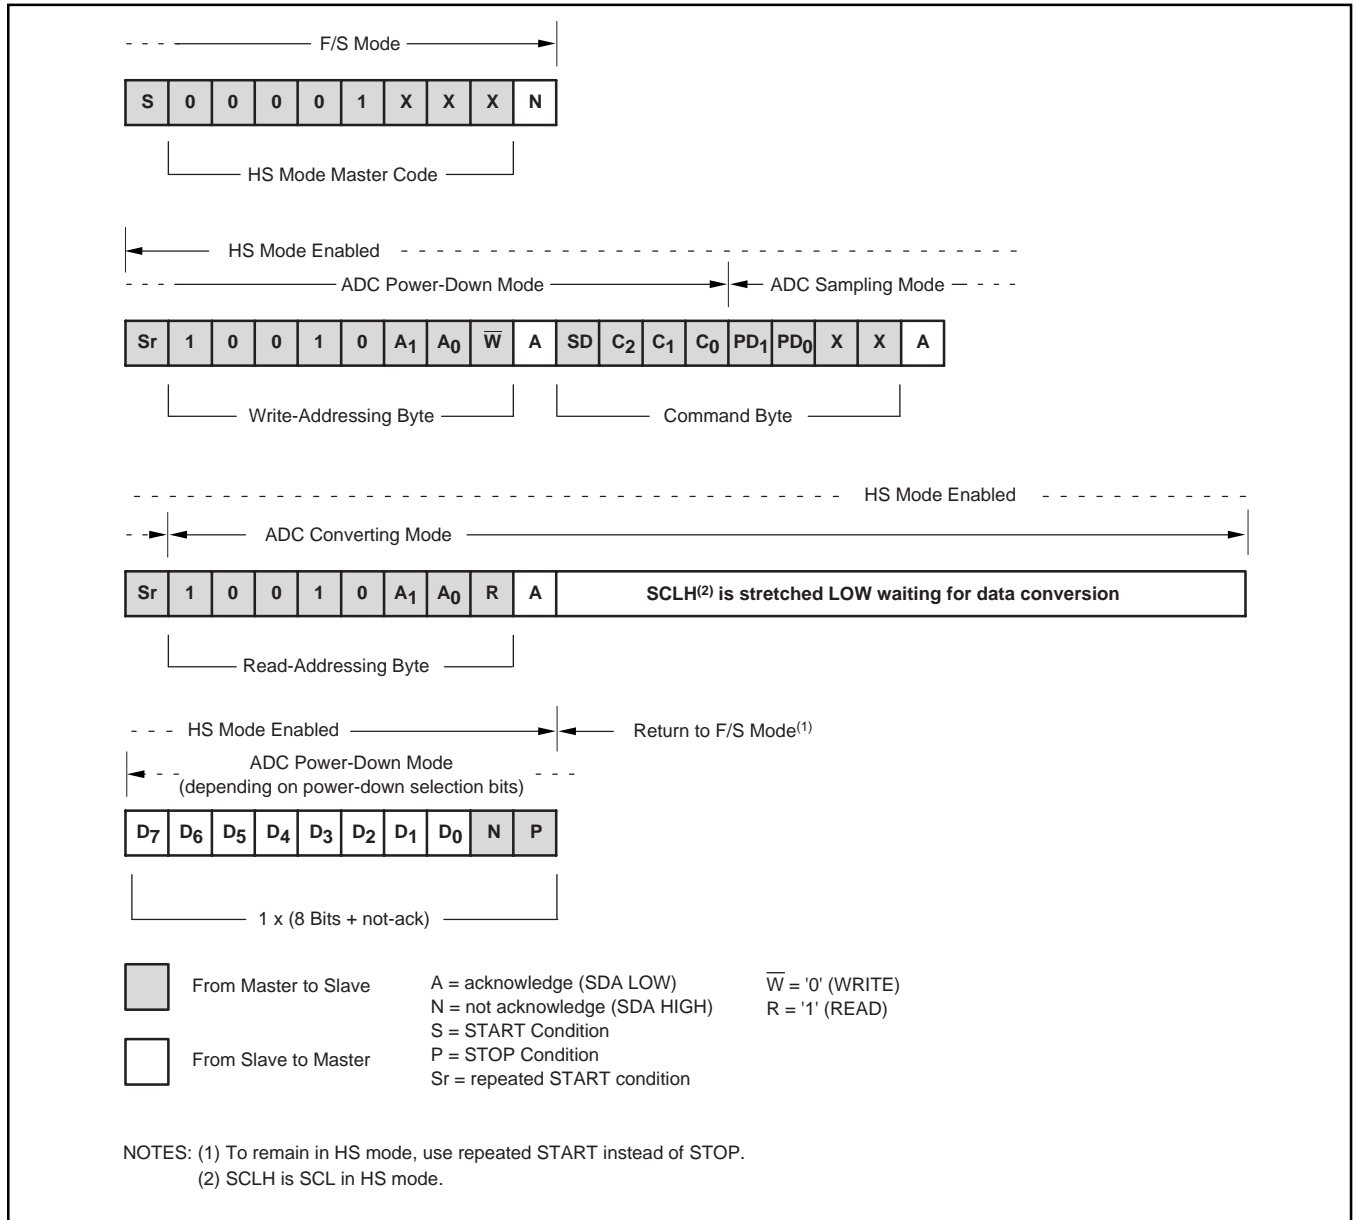 F/S Mode
S 0 0 0 0 1 X X X N
HS Mode Master Code
HS Mode Enabled
ADC Power-Down Mode ADC Sampling Mode
Sr 1 0 0 1 0 A1 A0 W̅ A SD C2 C1 C0 PD1 PD0 X X A
Write-Addressing Byte Command Byte
HS Mode Enabled
ADC Converting Mode
Sr 1 0 0 1 0 A1 A0 R A SCLH(2) is stretched LOW waiting for data conversion
Read-Addressing Byte
HS Mode Enabled Return to F/S Mode(1)
ADC Power-Down Mode
(depending on power-down selection bits)
D7 D6 D5 D4 D3 D2 D1 D0 N P
1 x (8 Bits + not-ack)
From Master to Slave
From Slave to Master
A = acknowledge (SDA LOW)
N = not acknowledge (SDA HIGH)
S = START Condition
P = STOP Condition
Sr = repeated START condition
W̅ = '0' (WRITE)
R = '1' (READ)
NOTES: (1) To remain in HS mode, use repeated START instead of STOP.
(2) SCLH is SCL in HS mode.